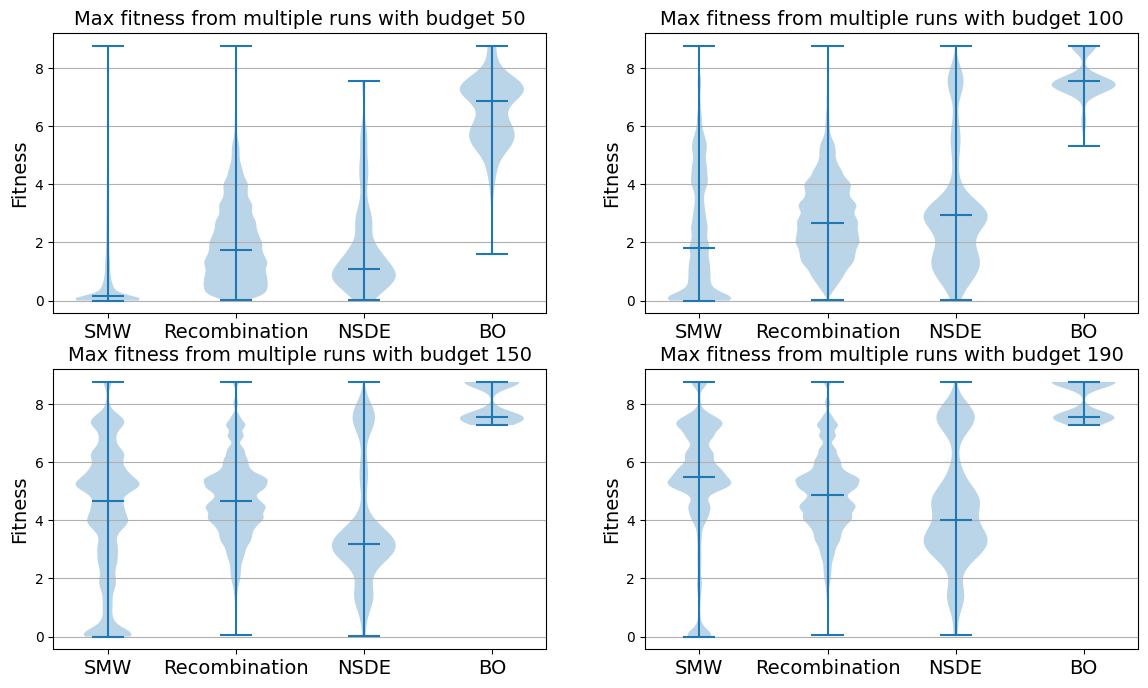 Max fitness from multiple runs with budget 50
Fitness
8
6
4
2
0
SMW Recombination NSDE BO
Max fitness from multiple runs with budget 100
Fitness
8
6
4
2
0
SMW Recombination NSDE BO
Max fitness from multiple runs with budget 150
Fitness
8
6
4
2
0
SMW Recombination NSDE BO
Max fitness from multiple runs with budget 190
Fitness
8
6
4
2
0
SMW Recombination NSDE BO